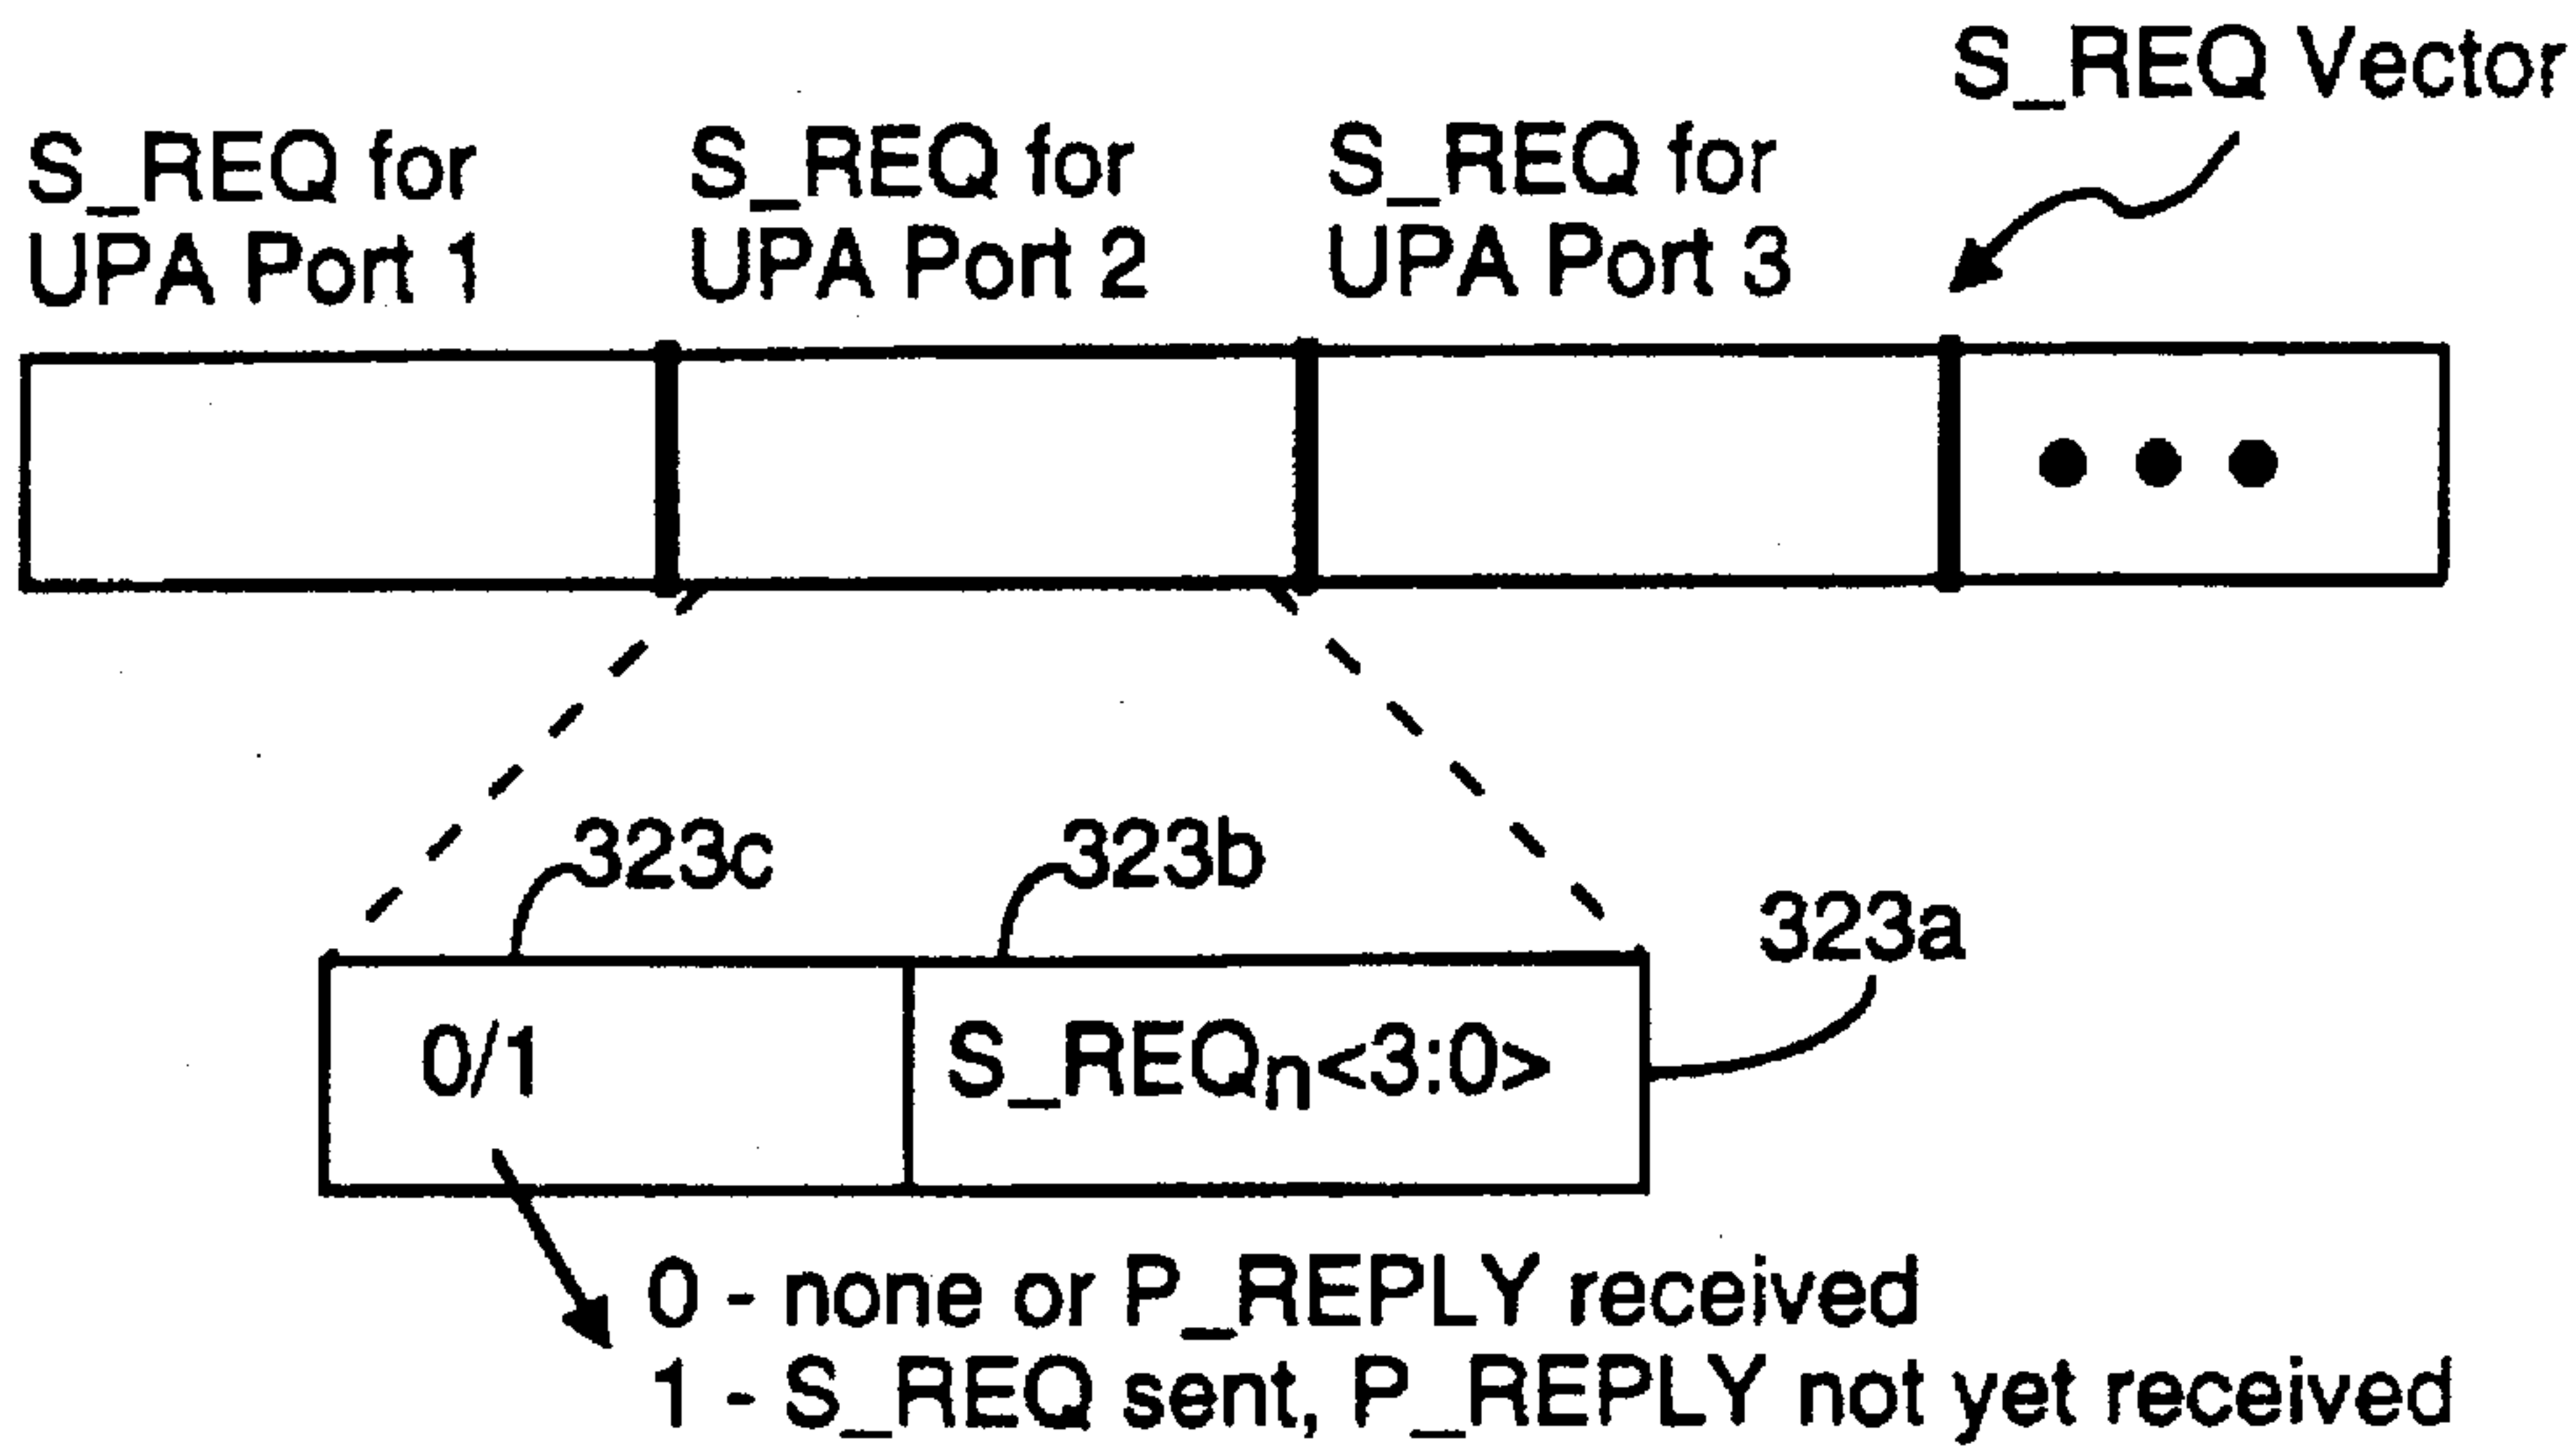 S_REQ Vector
S_REQ for
UPA Port 1
S_REQ for
UPA Port 2
S_REQ for
UPA Port 3
323c
323b
323a
0/1
S_REQn<3:0>
0 - none or P_REPLY received
1 - S_REQ sent, P_REPLY not yet received